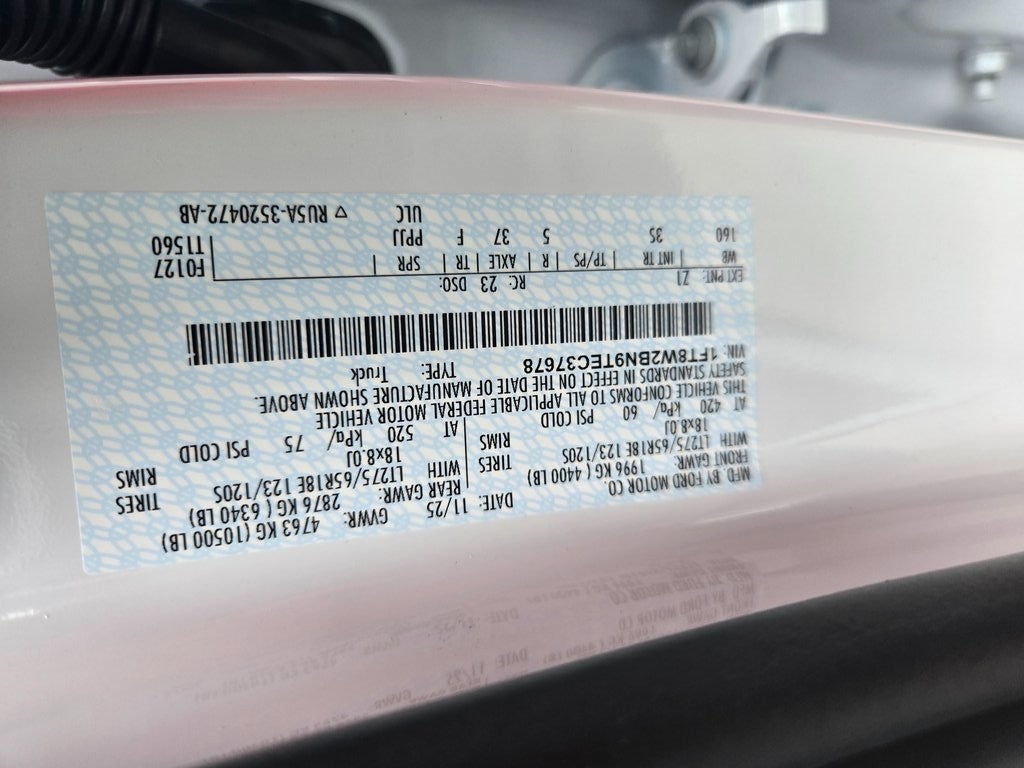 MFD. BY FORD MOTOR CO.
DATE: 11/25 GVWR: 4763 KG (10500 LB)
FRONT GAWR: REAR GAWR: 2876 KG ( 6340 LB)
1996 KG ( 4400 LB)
WITH LT275/65R18E 123/120S TIRES WITH LT275/65R18E 123/120S TIRES
18x8.0J RIMS 18x8.0J RIMS
AT 420 kPa/ 60 PSI COLD AT 520 kPa/ 75 PSI COLD
THIS VEHICLE CONFORMS TO ALL APPLICABLE FEDERAL MOTOR VEHICLE
SAFETY STANDARDS IN EFFECT ON THE DATE OF MANUFACTURE SHOWN ABOVE.
VIN: 1FT8W2BN9TEC37678 TYPE: Truck
EXT PNT: Z1 RC: 23 DSO: F0127
WB | INT TR | TP/PS | R | AXLE | TR | SPR | T1560
160 3S 5 37 F PPJJ
ULC ▽ RU5A-3520472-AB